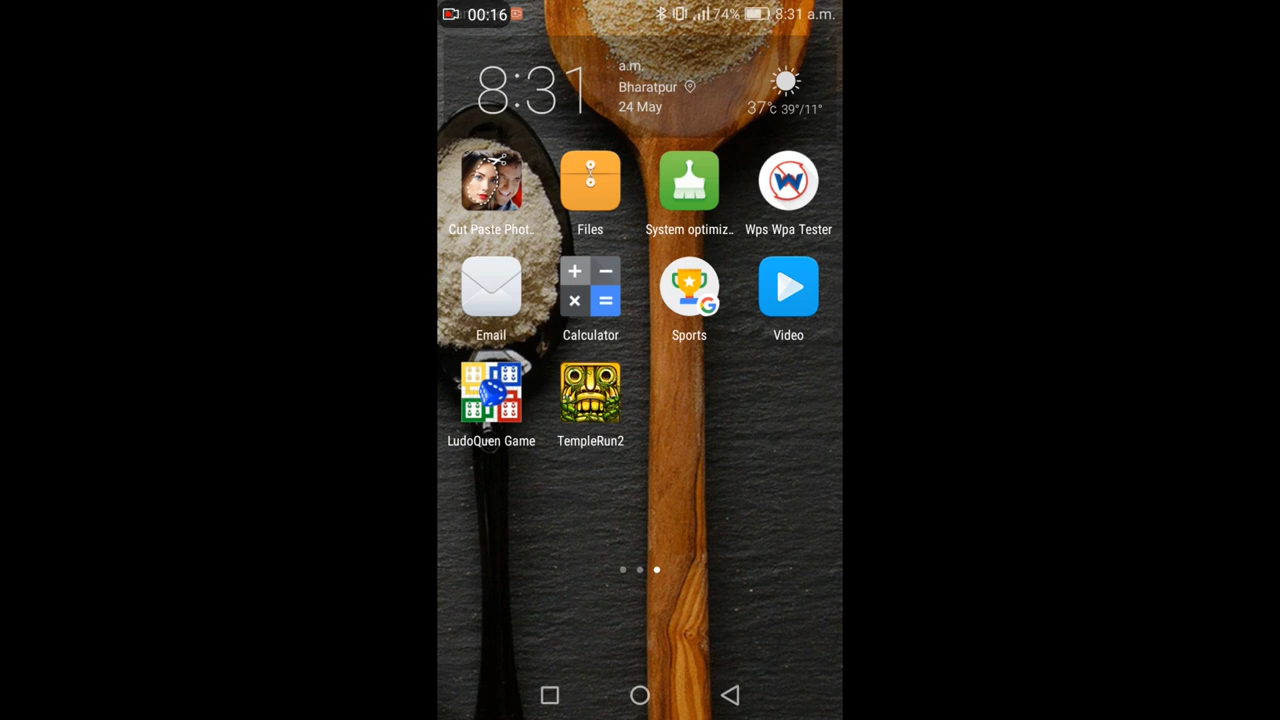 00:16 74% 8:31 a.m.
8:31 a.m.
Bharatpur
24 May
37°c 39°/11°
Cut Paste Phot.. Files System optimiz.. Wps Wpa Tester
Email Calculator Sports Video
LudoQuen Game TempleRun2